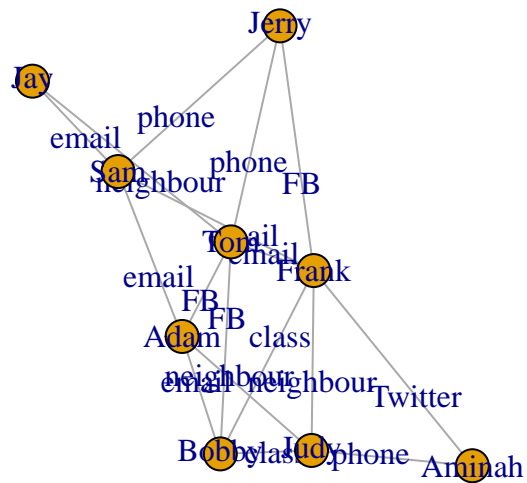 Jerry
Jay
phone
email
phone
Sam
neighbour
FB
email
Tom
email
Frank
email
FB
FB
Adam
class
neighbour
email
neighbour
Twitter
Bobby
class
Judy
phone
Aminah